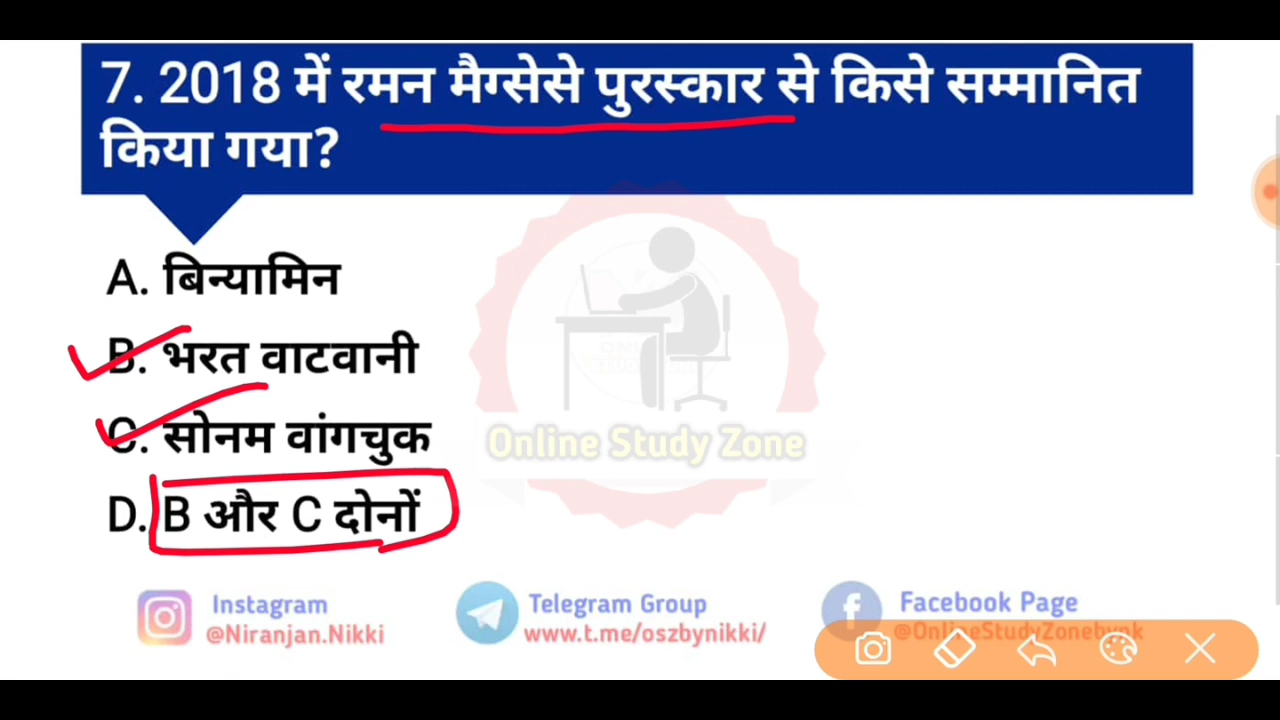 7. 2018 में रमन मैग्सेसे पुरस्कार से किसे सम्मानित
किया गया?
A. बिन्यामिन
B. भरत वाटवानी
C. सोनम वांगचुक
D. B और C दोनों
Online Study Zone
Instagram
@Niranjan.Nikki
Telegram Group
www.t.me/oszbynikki/
Facebook Page
@OnlineStudyZonebynk